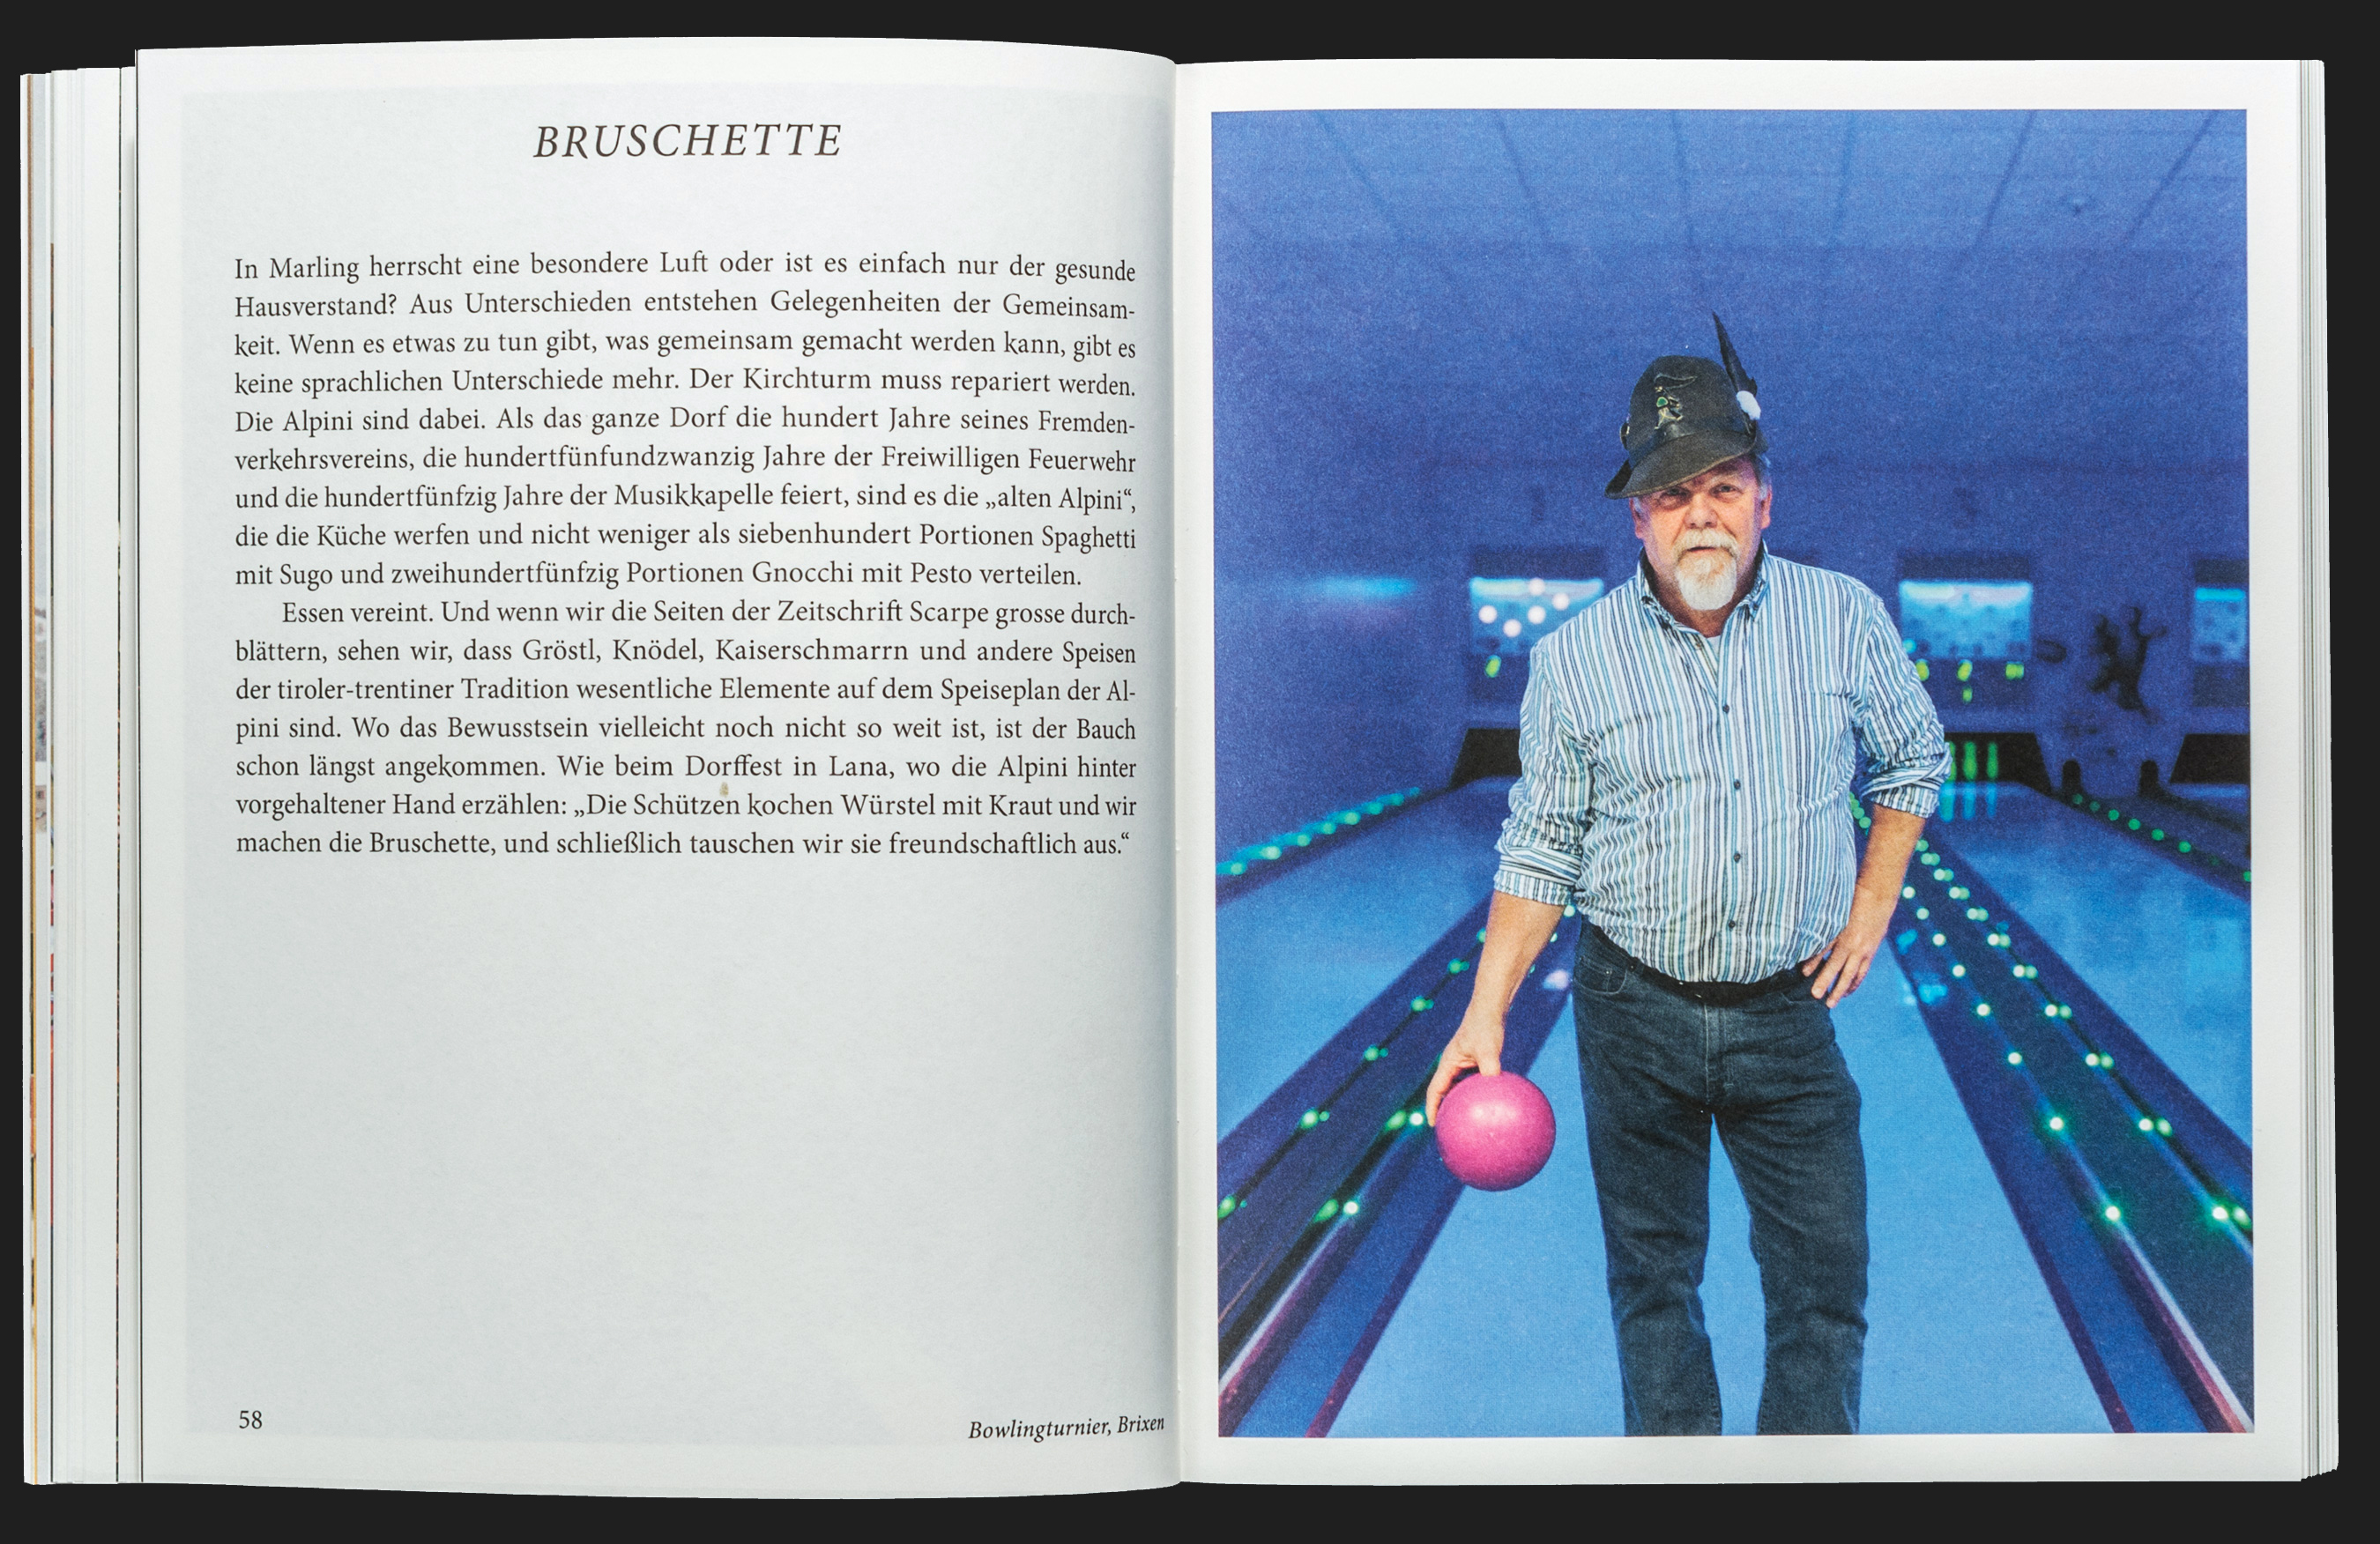 BRUSCHETTE
In Marling herrscht eine besondere Luft oder ist es einfach nur der gesunde
Hausverstand? Aus Unterschieden entstehen Gelegenheiten der Gemeinsam-
keit. Wenn es etwas zu tun gibt, was gemeinsam gemacht werden kann, gibt es
keine sprachlichen Unterschiede mehr. Der Kirchturm muss repariert werden.
Die Alpini sind dabei. Als das ganze Dorf die hundert Jahre seines Fremden-
verkehrsvereins, die hundertfünfundzwanzig Jahre der Freiwilligen Feuerwehr
und die hundertfünfzig Jahre der Musikkapelle feiert, sind es die „alten Alpini“,
die die Küche werfen und nicht weniger als siebenhundert Portionen Spaghetti
mit Sugo und zweihundertfünfzig Portionen Gnocchi mit Pesto verteilen.
Essen vereint. Und wenn wir die Seiten der Zeitschrift Scarpe grosse durch-
blättern, sehen wir, dass Gröstl, Knödel, Kaiserschmarrn und andere Speisen
der tiroler-trentiner Tradition wesentliche Elemente auf dem Speiseplan der Al-
pini sind. Wo das Bewusstsein vielleicht noch nicht so weit ist, ist der Bauch
schon längst angekommen. Wie beim Dorffest in Lana, wo die Alpini hinter
vorgehaltener Hand erzählen: „Die Schützen kochen Würstel mit Kraut und wir
machen die Bruschette, und schließlich tauschen wir sie freundschaftlich aus.“
58
Bowlingturnier, Brixen